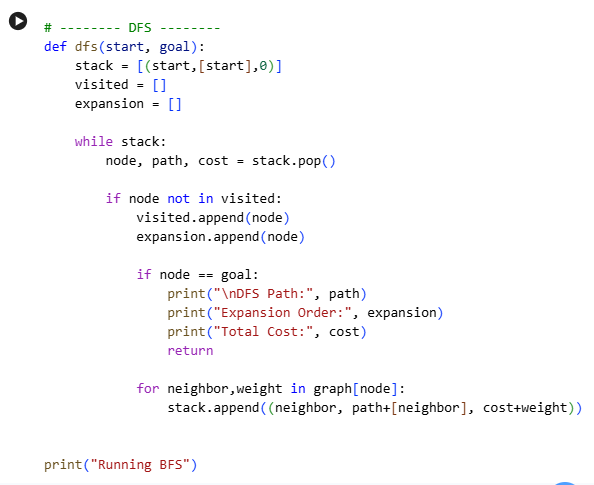 # -------- DFS --------
def dfs(start, goal):
    stack = [(start,[start],0)]
    visited = []
    expansion = []

    while stack:
        node, path, cost = stack.pop()

        if node not in visited:
            visited.append(node)
            expansion.append(node)

            if node == goal:
                print("\nDFS Path:", path)
                print("Expansion Order:", expansion)
                print("Total Cost:", cost)
                return

            for neighbor,weight in graph[node]:
                stack.append((neighbor, path+[neighbor], cost+weight))


print("Running BFS")